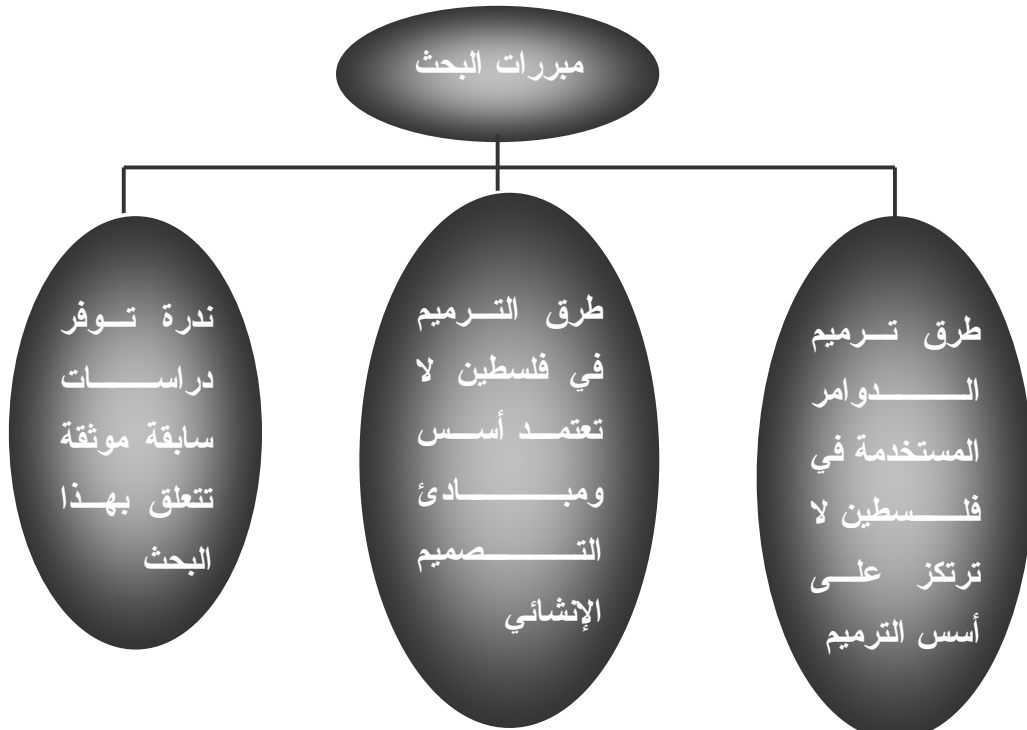 مبررات البحث
طرق ترميم
الدوامر
المستخدمة في
فلسطين لا
ترتكز على
أسس الترميم
طرق الترميم
في فلسطين لا
تعتمد أسس
ومبادئ
التصميم
الإنشائي
ندرة توفر
دراسات
سابقة موثقة
تتعلق بهذا
البحث